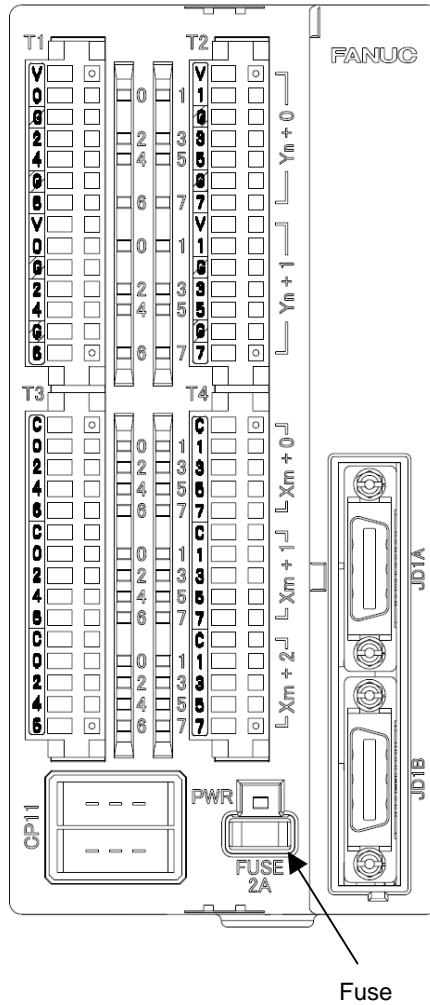 T1 T2
FANUC
V V
0 0 1 1
G G
2 2 3 3
4 4 5 5
G G
6 6 7 7
Yn + 0
V V
0 0 1 1
G G
2 2 3 3
4 4 5 5
G G
6 6 7 7
Yn + 1
T3 T4
C C
0 0 1 1
2 2 3 3
4 4 5 5
6 6 7 7
Xm + 0
C C
0 0 1 1
2 2 3 3
4 4 5 5
6 6 7 7
Xm + 1
C C
0 0 1 1
2 2 3 3
4 4 5 5
6 6 7 7
Xm + 2
JD1A
JD1B
CP11
PWR
FUSE
2A
Fuse